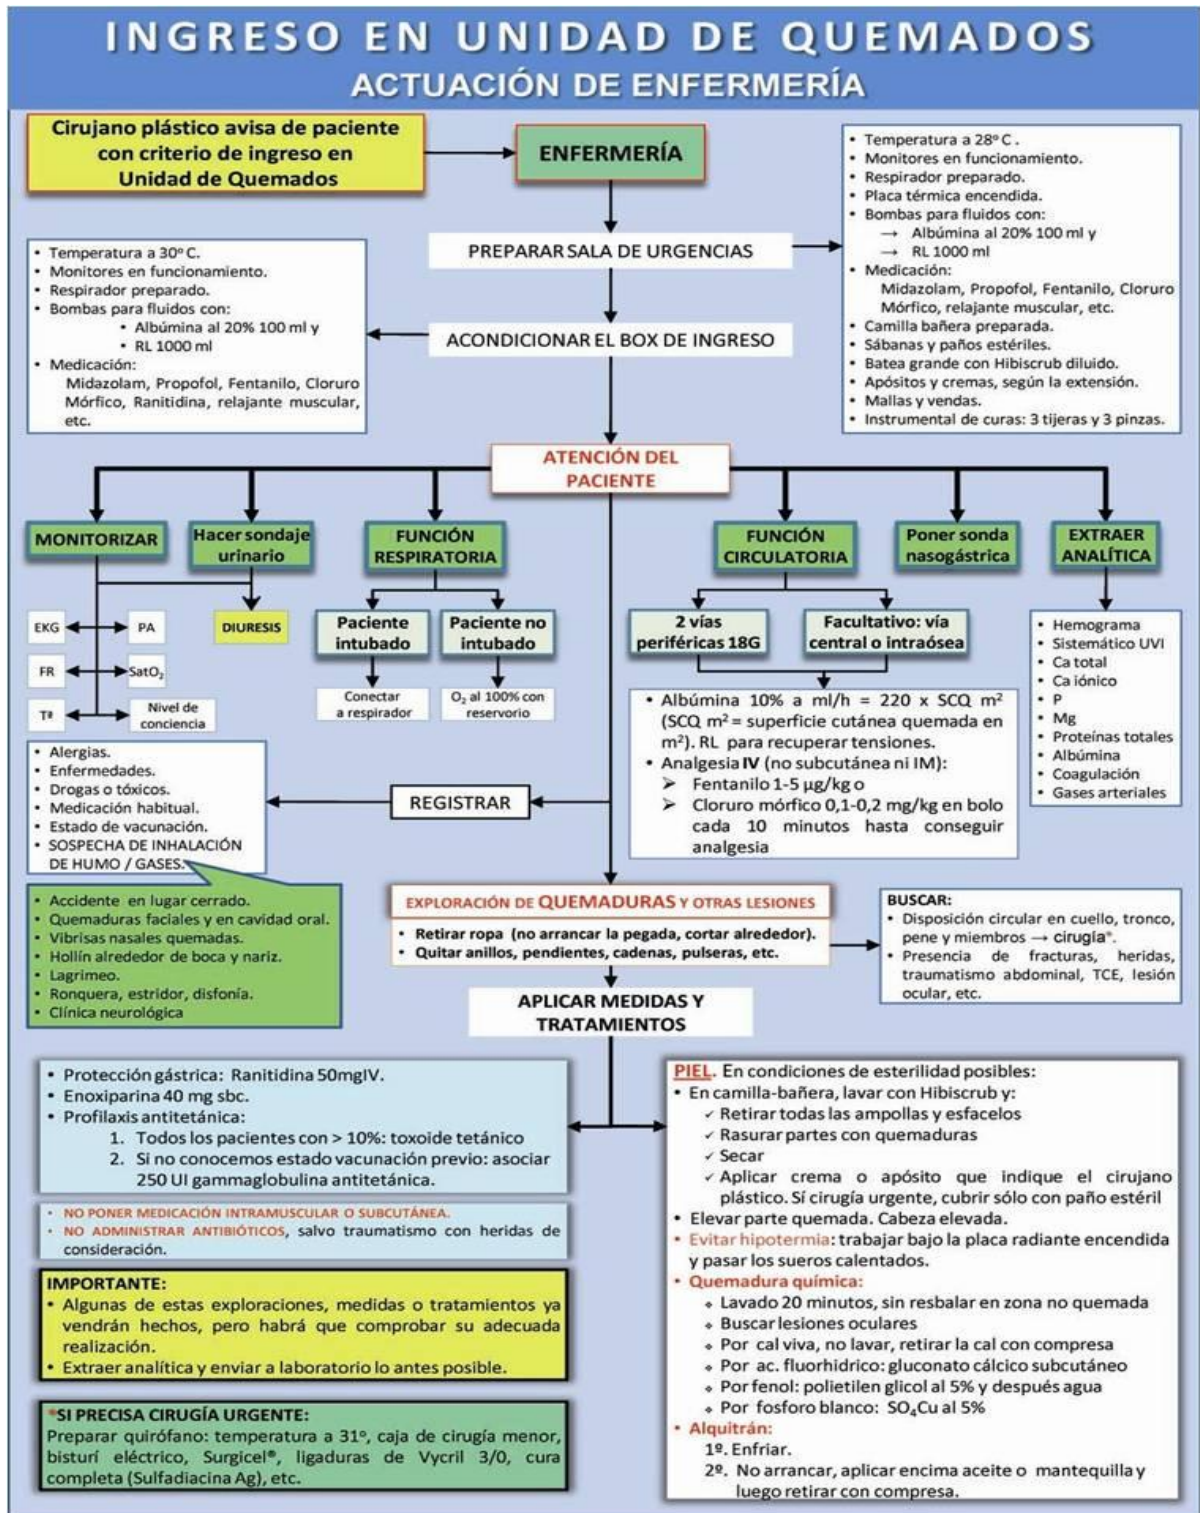 INGRESO EN UNIDAD DE QUEMADOS
ACTUACIÓN DE ENFERMERÍA
Cirujano plástico avisa de paciente
con criterio de ingreso en
Unidad de Quemados
ENFERMERÍA
• Temperatura a 28º C.
• Monitores en funcionamiento.
• Respirador preparado.
• Placa térmica encendida.
• Bombas para fluidos con:
→ Albúmina al 20% 100 ml y
→ RL 1000 ml
• Medicación:
Midazolam, Propofol, Fentanilo, Cloruro
Mórfico, relajante muscular, etc.
• Camilla bañera preparada.
• Sábanas y paños estériles.
• Batea grande con Hibiscrub diluido.
• Apósitos y cremas, según la extensión.
• Mallas y vendas.
• Instrumental de curas: 3 tijeras y 3 pinzas.
PREPARAR SALA DE URGENCIAS
• Temperatura a 30º C.
• Monitores en funcionamiento.
• Respirador preparado.
• Bombas para fluidos con:
• Albúmina al 20% 100 ml y
• RL 1000 ml
• Medicación:
Midazolam, Propofol, Fentanilo, Cloruro
Mórfico, Ranitidina, relajante muscular,
etc.
ACONDICIONAR EL BOX DE INGRESO
ATENCIÓN DEL
PACIENTE
MONITORIZAR
Hacer sondaje
urinario
FUNCIÓN
RESPIRATORIA
FUNCIÓN
CIRCULATORIA
Poner sonda
nasogástrica
EXTRAER
ANALÍTICA
EKG
PA
FR
SatO₂
Tª
Nivel de
conciencia
DIURESIS
Paciente
intubado
Paciente no
intubado
Conectar
a respirador
O₂ al 100% con
reservorio
2 vías
periféricas 18G
Facultativo: vía
central o intraósea
• Albúmina 10% a ml/h = 220 x SCQ m²
(SCQ m² = superficie cutánea quemada en
m²). RL para recuperar tensiones.
• Analgesia IV (no subcutánea ni IM):
➢ Fentanilo 1-5 µg/kg o
➢ Cloruro mórfico 0,1-0,2 mg/kg en bolo
cada 10 minutos hasta conseguir
analgesia
• Hemograma
• Sistemático UVI
• Ca total
• Ca iónico
• P
• Mg
• Proteínas totales
• Albúmina
• Coagulación
• Gases arteriales
REGISTRAR
• Alergias.
• Enfermedades.
• Drogas o tóxicos.
• Medicación habitual.
• Estado de vacunación.
• SOSPECHA DE INHALACIÓN
DE HUMO / GASES.
• Accidente en lugar cerrado.
• Quemaduras faciales y en cavidad oral.
• Vibrisas nasales quemadas.
• Hollín alrededor de boca y nariz.
• Lagrimeo.
• Ronquera, estridor, disfonía.
• Clínica neurológica
EXPLORACIÓN DE QUEMADURAS Y OTRAS LESIONES
• Retirar ropa (no arrancar la pegada, cortar alrededor).
• Quitar anillos, pendientes, cadenas, pulseras, etc.
BUSCAR:
• Disposición circular en cuello, tronco,
pene y miembros → cirugía*.
• Presencia de fracturas, heridas,
traumatismo abdominal, TCE, lesión
ocular, etc.
APLICAR MEDIDAS Y
TRATAMIENTOS
• Protección gástrica: Ranitidina 50mgIV.
• Enoxiparina 40 mg sbc.
• Profilaxis antitetánica:
1. Todos los pacientes con > 10%: toxoide tetánico
2. Si no conocemos estado vacunación previo: asociar
250 UI gammaglobulina antitetánica.
• NO PONER MEDICACIÓN INTRAMUSCULAR O SUBCUTÁNEA.
• NO ADMINISTRAR ANTIBIÓTICOS, salvo traumatismo con heridas de
consideración.
IMPORTANTE:
• Algunas de estas exploraciones, medidas o tratamientos ya
vendrán hechos, pero habrá que comprobar su adecuada
realización.
• Extraer analítica y enviar a laboratorio lo antes posible.
*SI PRECISA CIRUGÍA URGENTE:
Preparar quirófano: temperatura a 31º, caja de cirugía menor,
bisturí eléctrico, Surgicel®, ligaduras de Vycril 3/0, cura
completa (Sulfadiacina Ag), etc.
PIEL. En condiciones de esterilidad posibles:
• En camilla-bañera, lavar con Hibiscrub y:
✓ Retirar todas las ampollas y esfacelos
✓ Rasurar partes con quemaduras
✓ Secar
✓ Aplicar crema o apósito que indique el cirujano
plástico. Sí cirugía urgente, cubrir sólo con paño estéril
• Elevar parte quemada. Cabeza elevada.
• Evitar hipotermia: trabajar bajo la placa radiante encendida
y pasar los sueros calentados.
• Quemadura química:
❖ Lavado 20 minutos, sin resbalar en zona no quemada
❖ Buscar lesiones oculares
❖ Por cal viva, no lavar, retirar la cal con compresa
❖ Por ac. fluorhidrico: gluconato cálcico subcutáneo
❖ Por fenol: polietilen glicol al 5% y después agua
❖ Por fosforo blanco: SO₄Cu al 5%
• Alquitrán:
1º. Enfriar.
2º. No arrancar, aplicar encima aceite o mantequilla y
luego retirar con compresa.